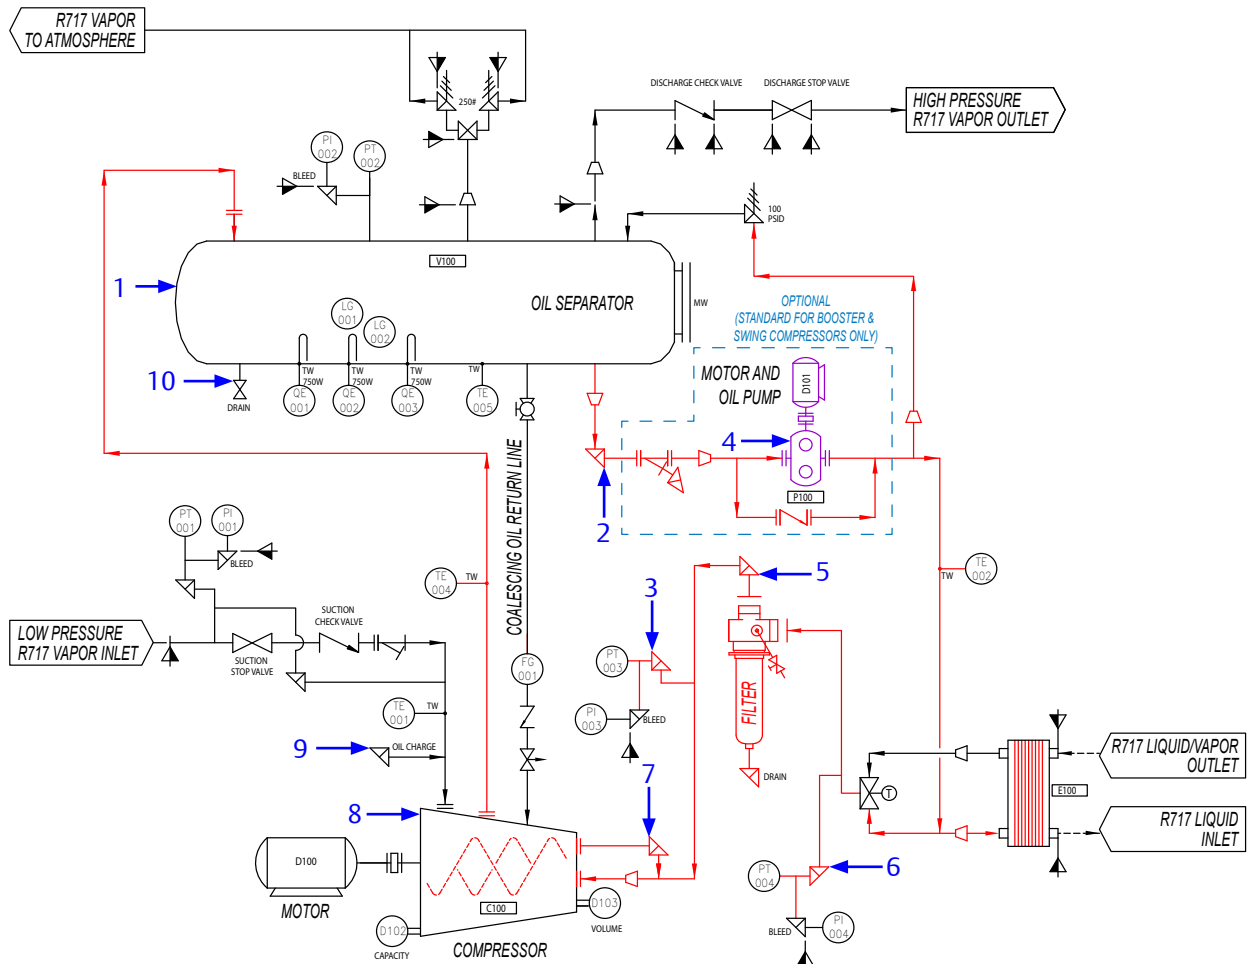 R717 VAPOR
TO ATMOSPHERE
250#
DISCHARGE CHECK VALVE
DISCHARGE STOP VALVE
HIGH PRESSURE
R717 VAPOR OUTLET
PI
002
PT
002
BLEED
100
PSID
V100
1
OIL SEPARATOR
MW
LG
001
LG
002
OPTIONAL
(STANDARD FOR BOOSTER &
SWING COMPRESSORS ONLY)
MOTOR AND
OIL PUMP
D101
10
DRAIN
TW
750W
TW
750W
TW
750W
TW
QE
001
QE
002
QE
003
TE
005
4
P100
2
COALESCING OIL RETURN LINE
PT
001
PI
001
BLEED
TE
004
TW
5
TW
TE
002
3
LOW PRESSURE
R717 VAPOR INLET
SUCTION
CHECK VALVE
SUCTION
STOP VALVE
FG
001
PT
003
PI
003
BLEED
FILTER
DRAIN
TE
001
TW
9
OIL CHARGE
7
R717 LIQUID/VAPOR
OUTLET
T
E100
R717 LIQUID
INLET
8
D100
MOTOR
C100
D103
VOLUME
D102
CAPACITY
COMPRESSOR
6
PT
004
BLEED
PI
004